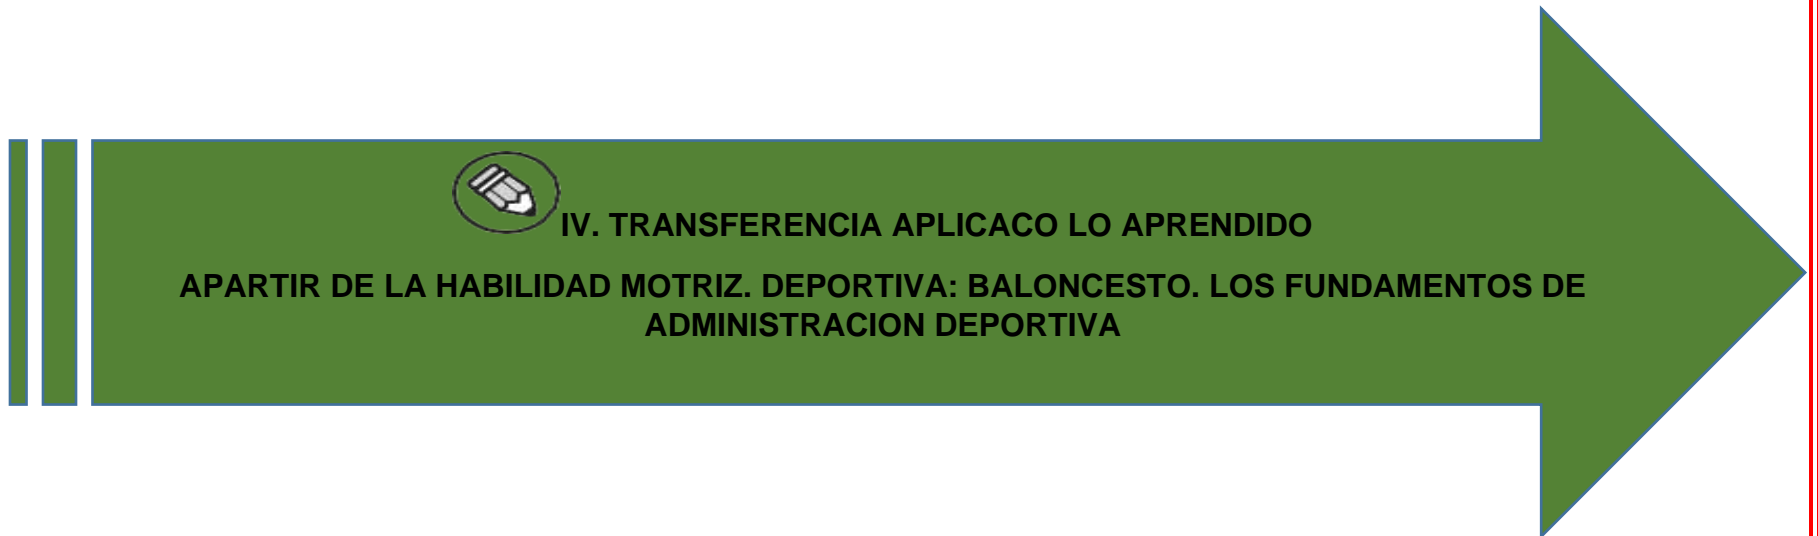 IV. TRANSFERENCIA APLICACO LO APRENDIDO
APARTIR DE LA HABILIDAD MOTRIZ. DEPORTIVA: BALONCESTO. LOS FUNDAMENTOS DE
ADMINISTRACION DEPORTIVA